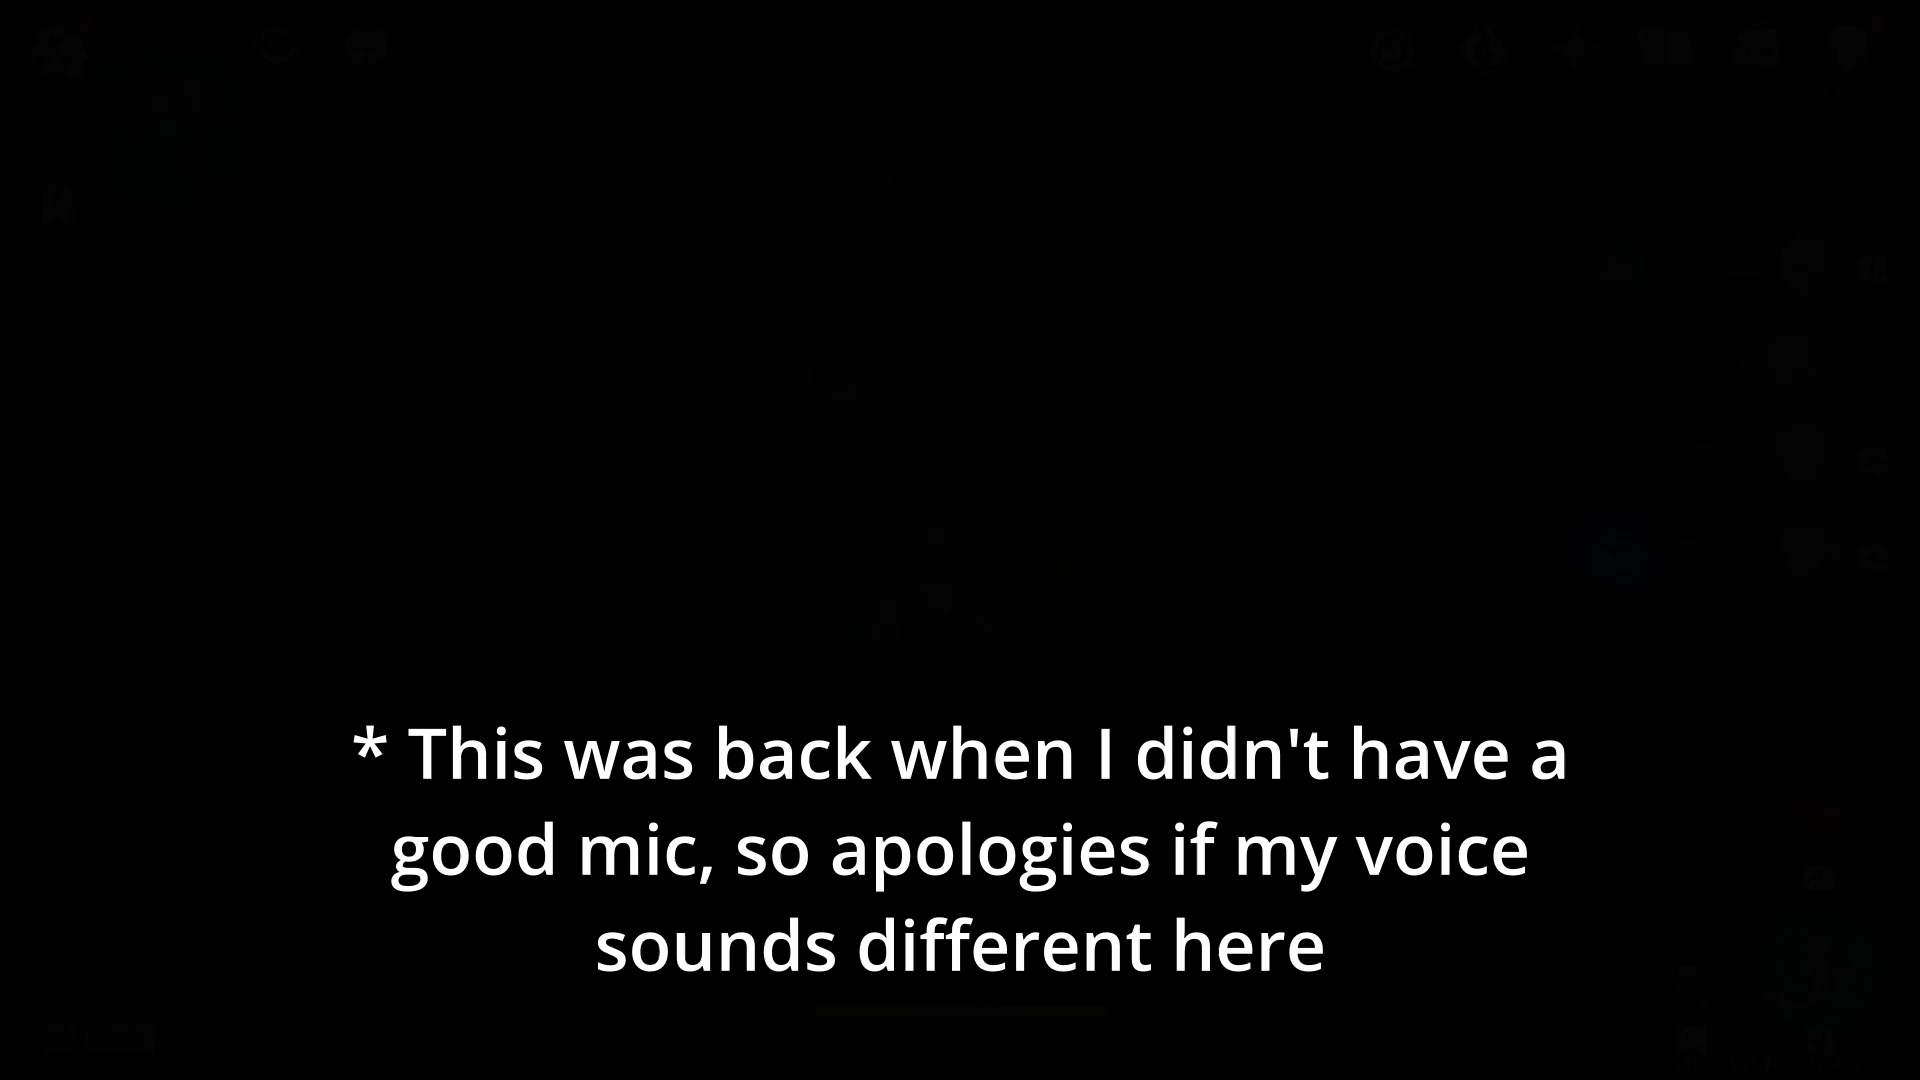 * This was back when I didn't have a
good mic, so apologies if my voice
sounds different here